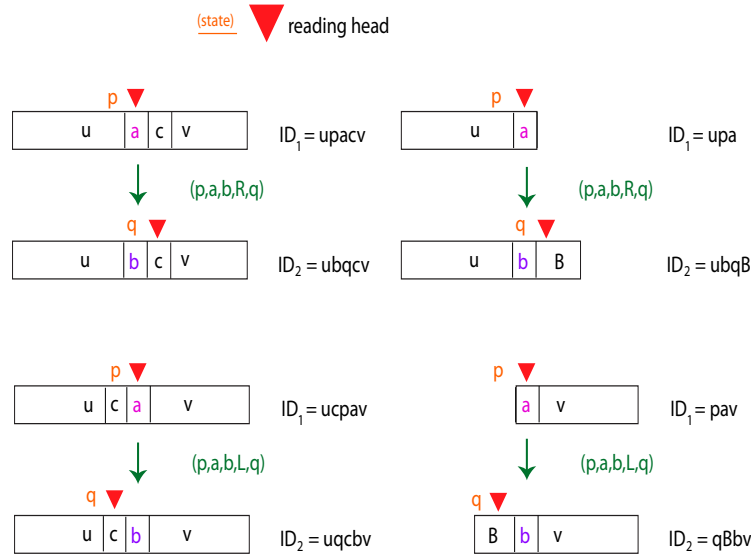 (state) reading head
p p
u a c v ID1 = upacv u a ID1 = upa
(p,a,b,R,q) (p,a,b,R,q)
q q
u b c v ID2 = ubqcv u b B ID2 = ubqB
p p
u c a v ID1 = ucpav a v ID1 = pav
(p,a,b,L,q) (p,a,b,L,q)
q q
u c b v ID2 = uqcbv B b v ID2 = qBbv